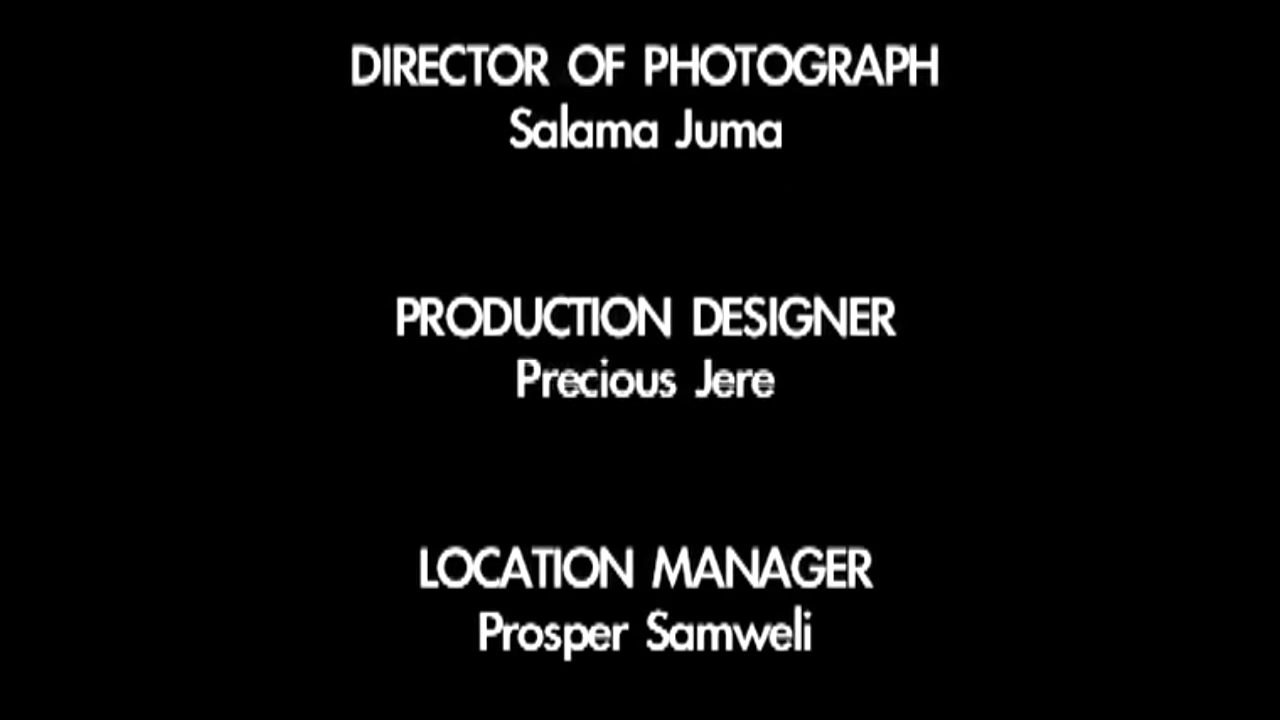 DIRECTOR OF PHOTOGRAPH
Salama Juma
PRODUCTION DESIGNER
Precious Jere
LOCATION MANAGER
Prosper Samweli